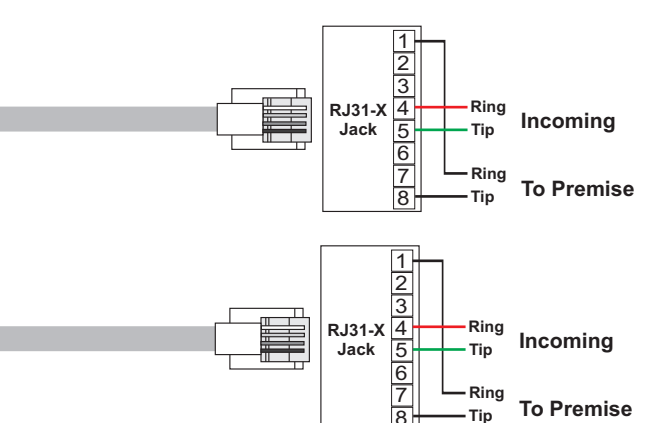 1
2
3
RJ31-X 4 Ring
Jack 5 Tip Incoming
6
7 Ring
8 Tip To Premise
1
2
3
RJ31-X 4 Ring
Jack 5 Tip Incoming
6
7 Ring
8 Tip To Premise